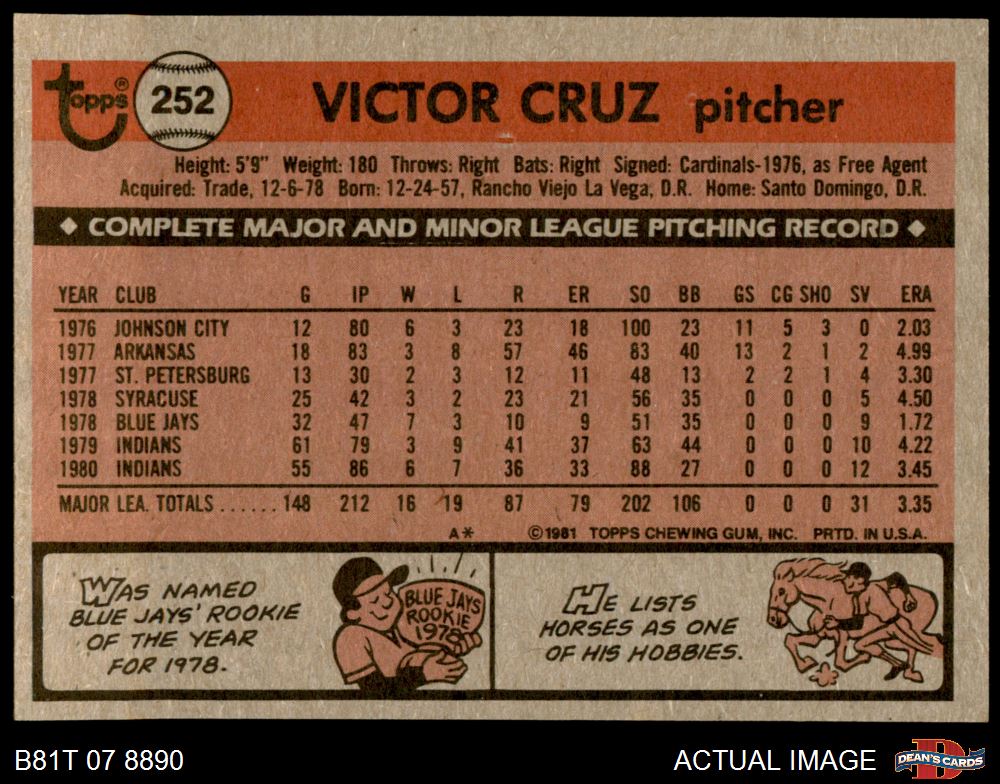 Topps® 252 VICTOR CRUZ pitcher
Height: 5'9" Weight: 180 Throws: Right Bats: Right Signed: Cardinals-1976, as Free Agent
Acquired: Trade, 12-6-78 Born: 12-24-57, Rancho Viejo La Vega, D.R. Home: Santo Domingo, D.R.
◆ COMPLETE MAJOR AND MINOR LEAGUE PITCHING RECORD ◆
YEAR CLUB G IP W L R ER SO BB GS CG SHO SV ERA
1976 JOHNSON CITY 12 80 6 3 23 18 100 23 11 5 3 0 2.03
1977 ARKANSAS 18 83 3 8 57 46 83 40 13 2 1 2 4.99
1977 ST. PETERSBURG 13 30 2 3 12 11 48 13 2 2 1 4 3.30
1978 SYRACUSE 25 42 3 2 23 21 56 35 0 0 0 5 4.50
1978 BLUE JAYS 32 47 7 3 10 9 51 35 0 0 0 9 1.72
1979 INDIANS 61 79 3 9 41 37 63 44 0 0 0 10 4.22
1980 INDIANS 55 86 6 7 36 33 88 27 0 0 0 12 3.45
MAJOR LEA. TOTALS ...... 148 212 16 19 87 79 202 106 0 0 0 31 3.35
A* ©1981 TOPPS CHEWING GUM, INC. PRTD. IN U.S.A.
WAS NAMED
BLUE JAYS' ROOKIE
OF THE YEAR
FOR 1978.
BLUE JAYS
ROOKIE
1978
HE LISTS
HORSES AS ONE
OF HIS HOBBIES.
B81T 07 8890 ACTUAL IMAGE
D
DEAN'S CARDS